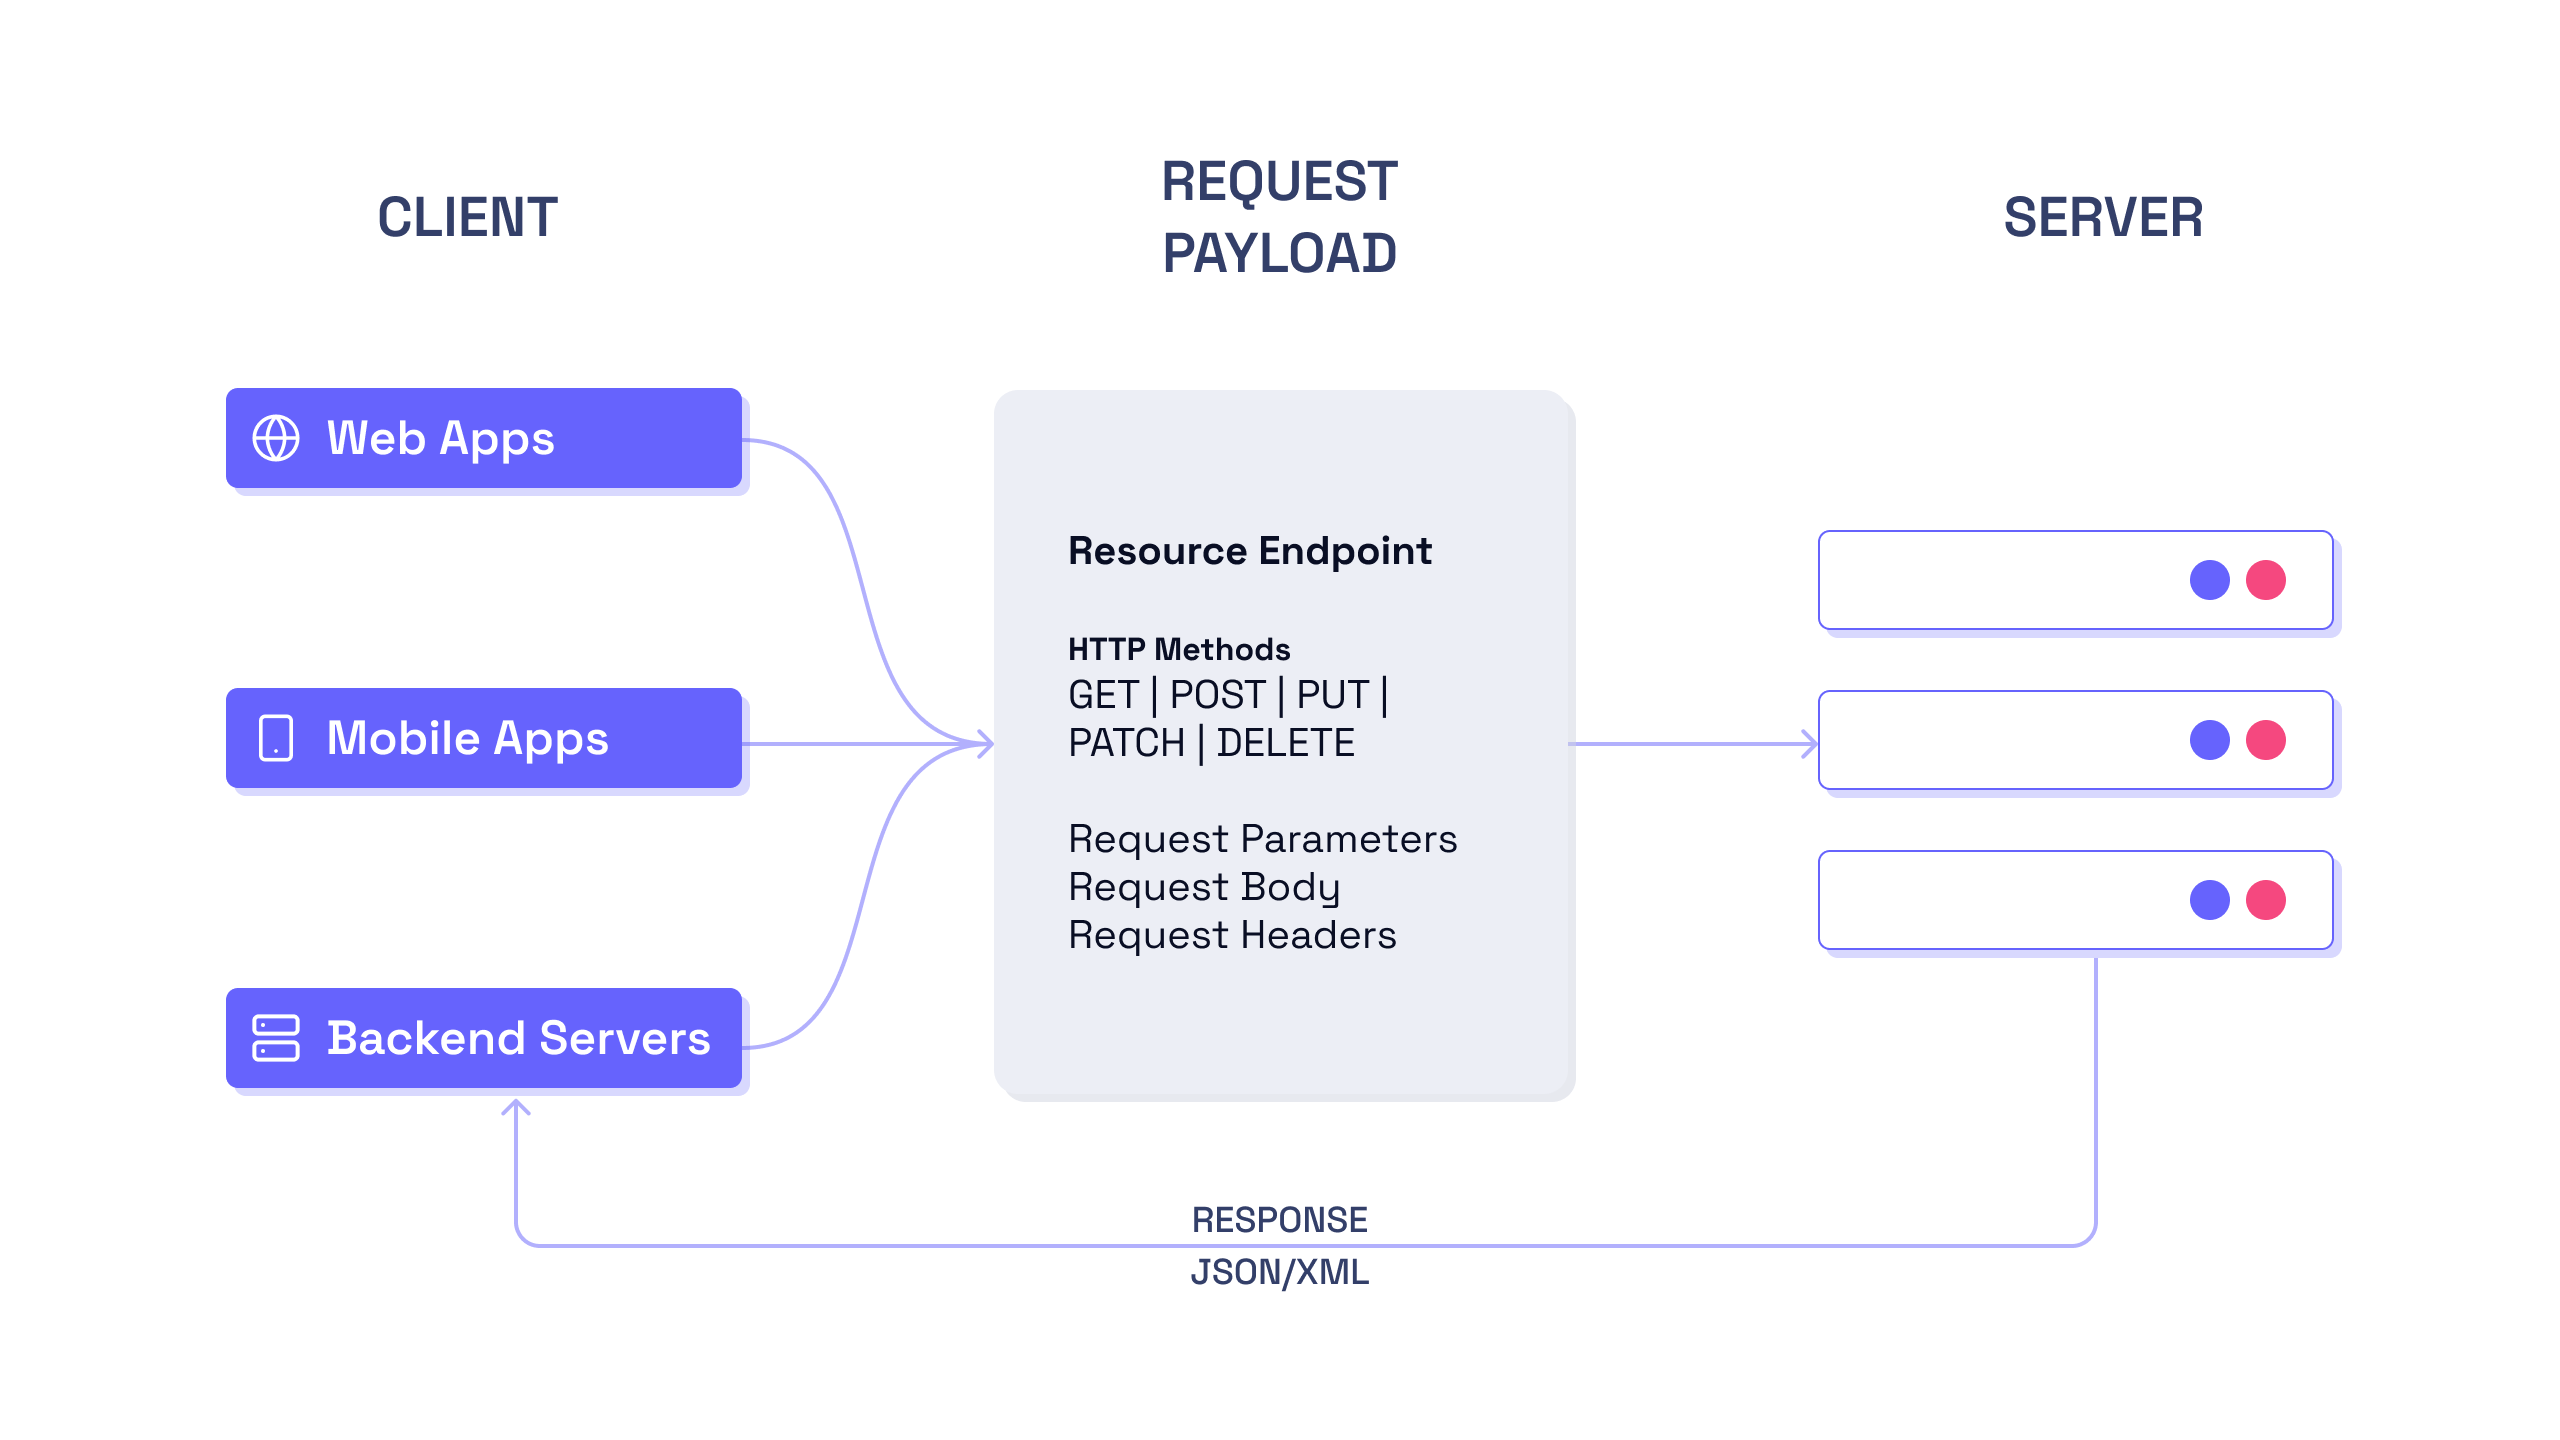 CLIENT
REQUEST
PAYLOAD
SERVER
Web Apps
Mobile Apps
Backend Servers
Resource Endpoint
HTTP Methods
GET | POST | PUT |
PATCH | DELETE
Request Parameters
Request Body
Request Headers
RESPONSE
JSON/XML